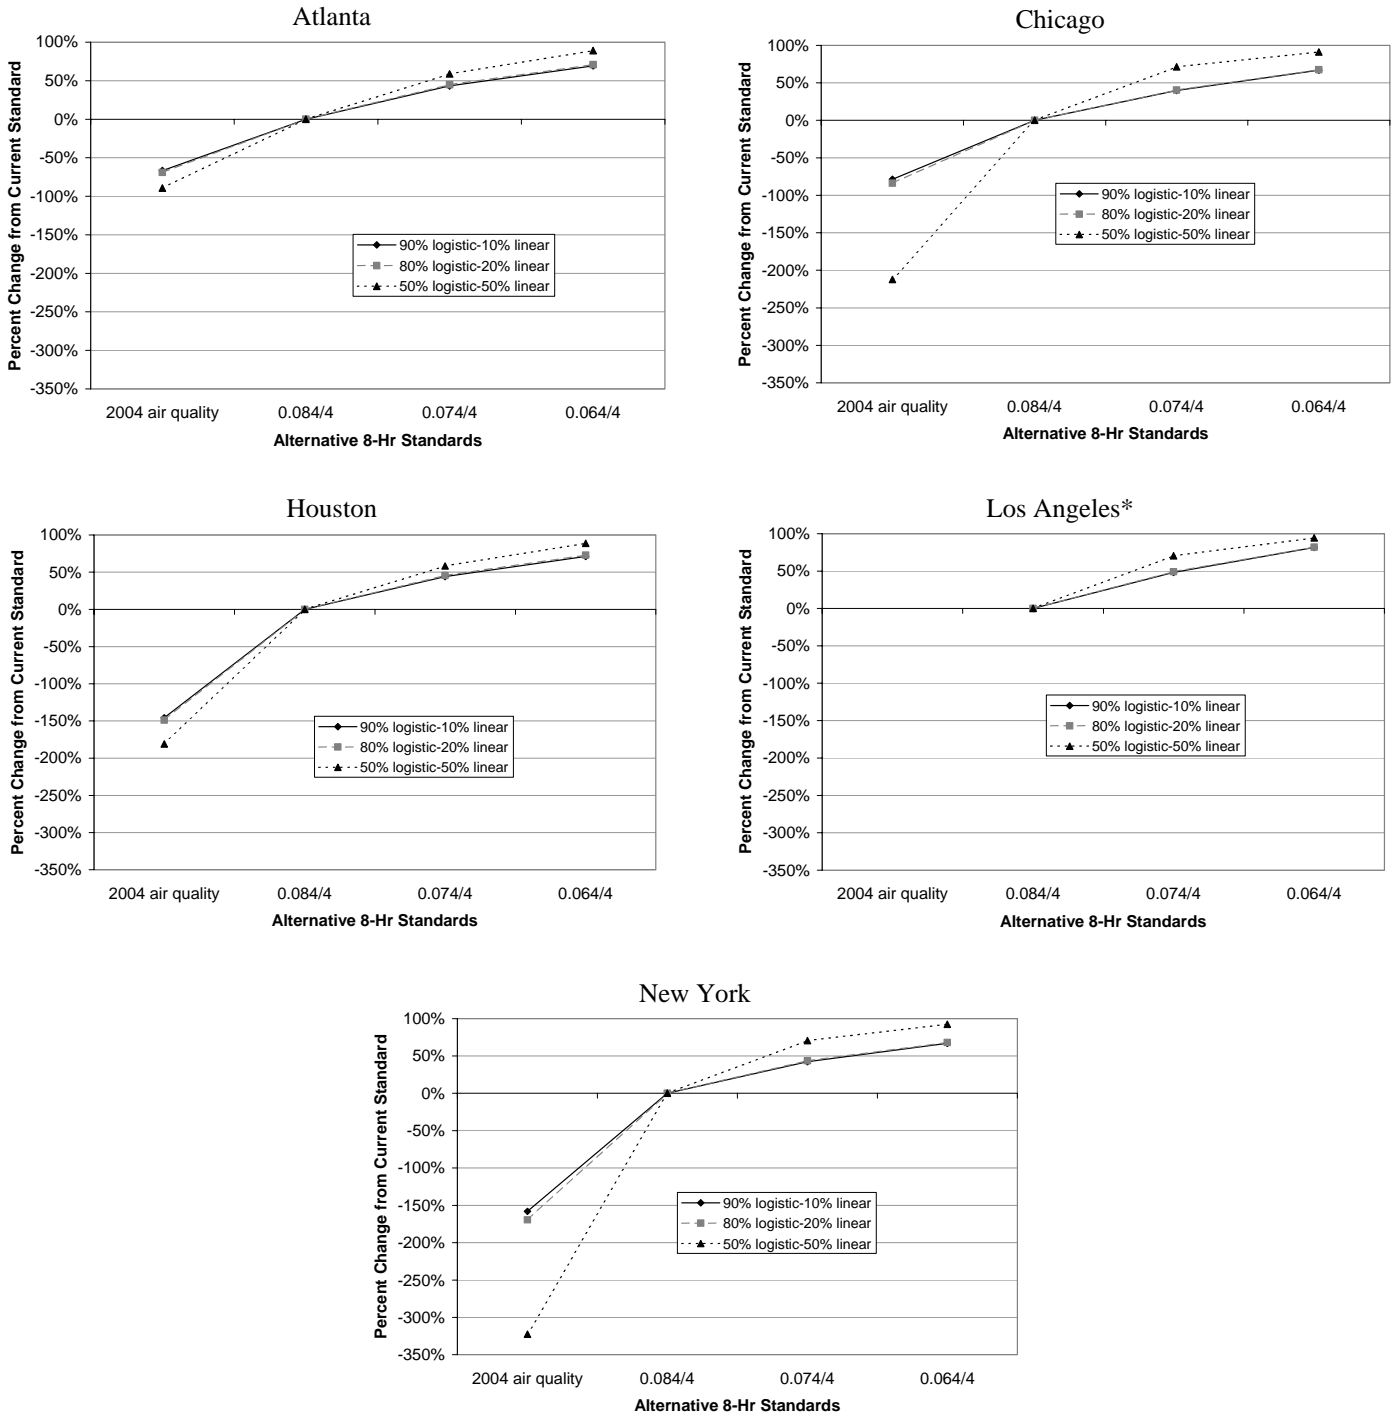 Atlanta
Percent Change from Current Standard
100%
50%
0%
-50%
-100%
-150%
-200%
-250%
-300%
-350%
90% logistic-10% linear
80% logistic-20% linear
50% logistic-50% linear
2004 air quality 0.084/4 0.074/4 0.064/4
Alternative 8-Hr Standards
Chicago
Percent Change from Current Standard
100%
50%
0%
-50%
-100%
-150%
-200%
-250%
-300%
-350%
90% logistic-10% linear
80% logistic-20% linear
50% logistic-50% linear
2004 air quality 0.084/4 0.074/4 0.064/4
Alternative 8-Hr Standards
Houston
Percent Change from Current Standard
100%
50%
0%
-50%
-100%
-150%
-200%
-250%
-300%
-350%
90% logistic-10% linear
80% logistic-20% linear
50% logistic-50% linear
2004 air quality 0.084/4 0.074/4 0.064/4
Alternative 8-Hr Standards
Los Angeles*
Percent Change from Current Standard
100%
50%
0%
-50%
-100%
-150%
-200%
-250%
-300%
-350%
90% logistic-10% linear
80% logistic-20% linear
50% logistic-50% linear
2004 air quality 0.084/4 0.074/4 0.064/4
Alternative 8-Hr Standards
New York
Percent Change from Current Standard
100%
50%
0%
-50%
-100%
-150%
-200%
-250%
-300%
-350%
90% logistic-10% linear
80% logistic-20% linear
50% logistic-50% linear
2004 air quality 0.084/4 0.074/4 0.064/4
Alternative 8-Hr Standards